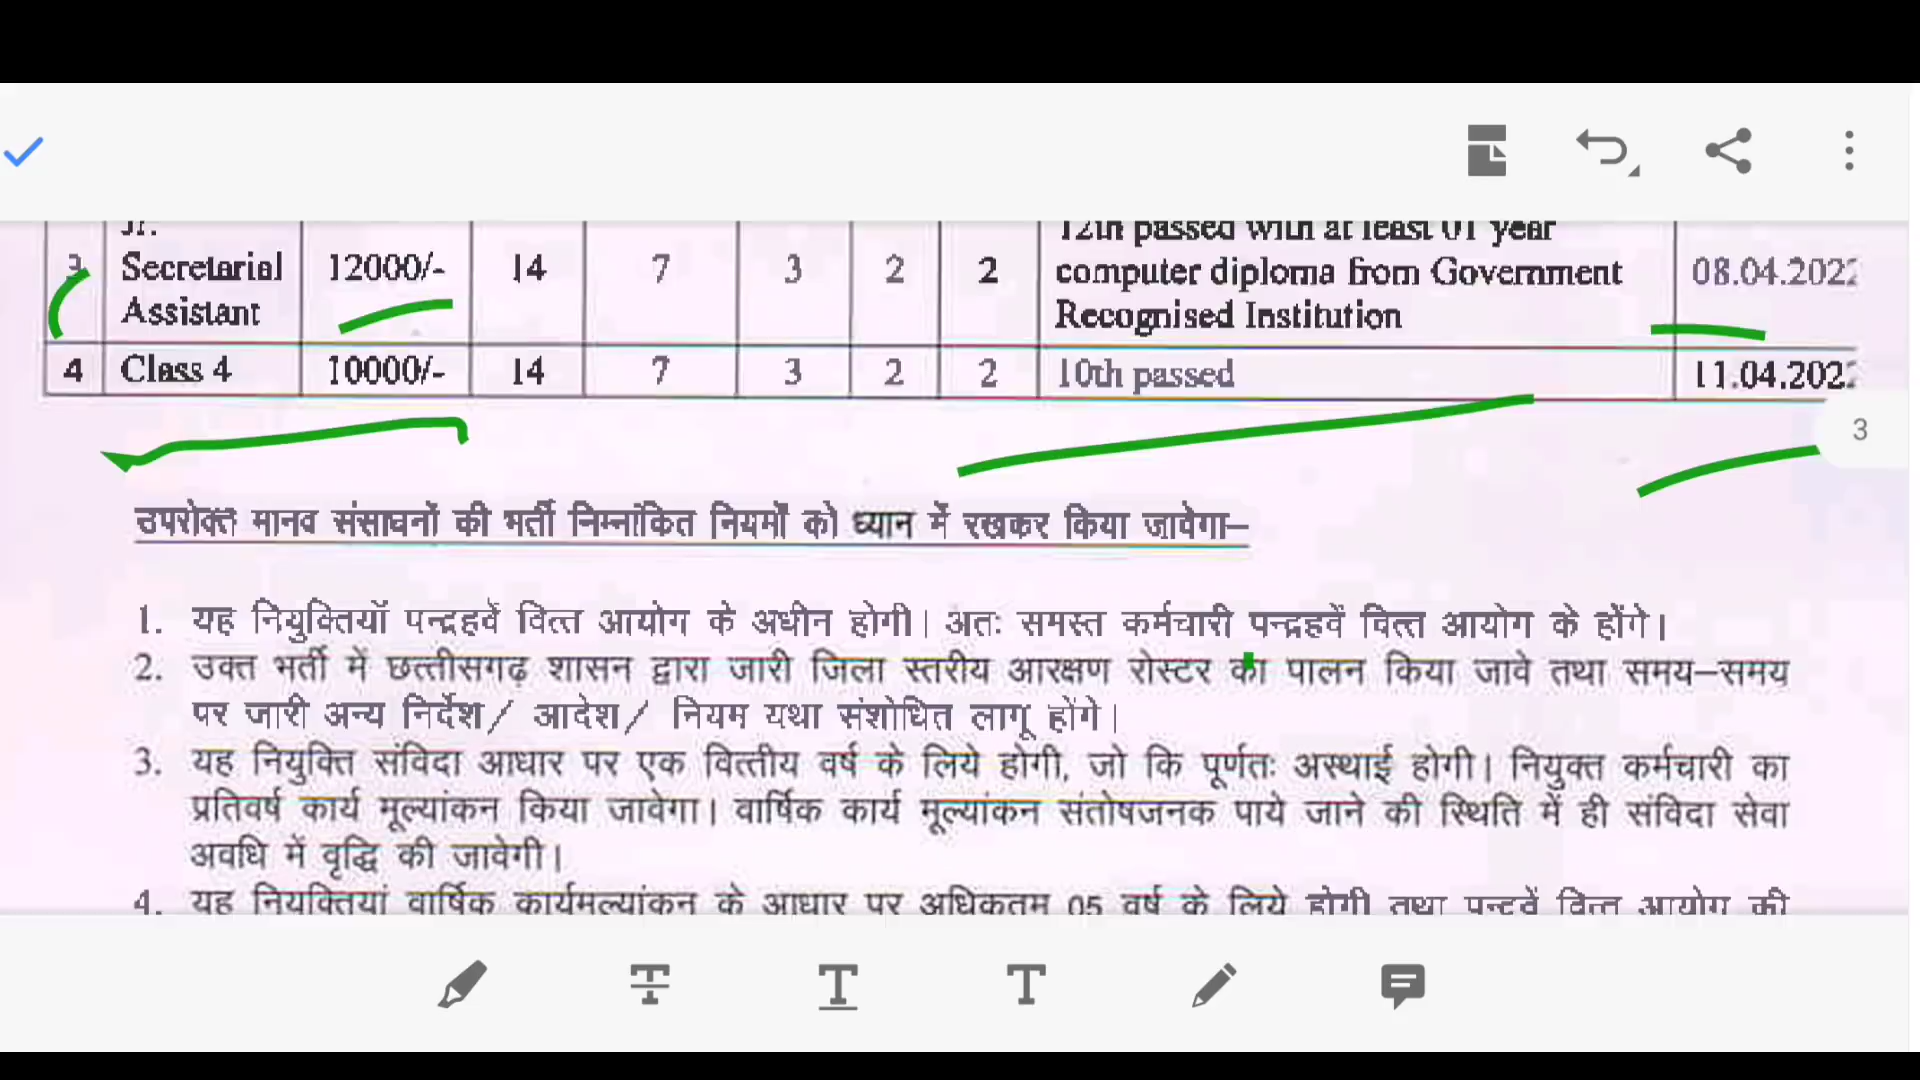 Jr.
Secretarial
Assistant
12000/-
14
7
3
2
2
12th passed with at least 01 year
computer diploma from Government
Recognised Institution
08.04.2022
4 Class 4 10000/- 14 7 3 2 2 10th passed 11.04.202
3
उपरोक्त मानव संसाधनों की भर्ती निम्नांकित नियमों को ध्यान में रखकर किया जावेगा–
1. यह नियुक्तियॉ पन्द्रहवें वित्त आयोग के अधीन होगी। अतः समस्त कर्मचारी पन्द्रहवें वित्त आयोग के होंगे।
2. उक्त भर्ती में छत्तीसगढ़ शासन द्वारा जारी जिला स्तरीय आरक्षण रोस्टर का पालन किया जावे तथा समय–समय
पर जारी अन्य निर्देश/ आदेश/ नियम यथा संशोधित लागू होंगे।
3. यह नियुक्ति संविदा आधार पर एक वित्तीय वर्ष के लिये होगी, जो कि पूर्णतः अस्थाई होगी। नियुक्त कर्मचारी का
प्रतिवर्ष कार्य मूल्यांकन किया जावेगा। वार्षिक कार्य मूल्यांकन संतोषजनक पाये जाने की स्थिति में ही संविदा सेवा
अवधि में वृद्धि की जावेगी।
4. यह नियुक्तियां वार्षिक कार्यमूल्यांकन के आधार पर अधिकतम 05 वर्ष के लिये होगी तथा पन्द्रवें वित्त आयोग की